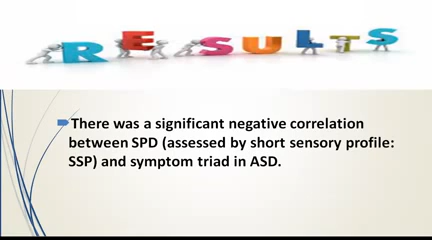 RESULTS
There was a significant negative correlation
between SPD (assessed by short sensory profile:
SSP) and symptom triad in ASD.